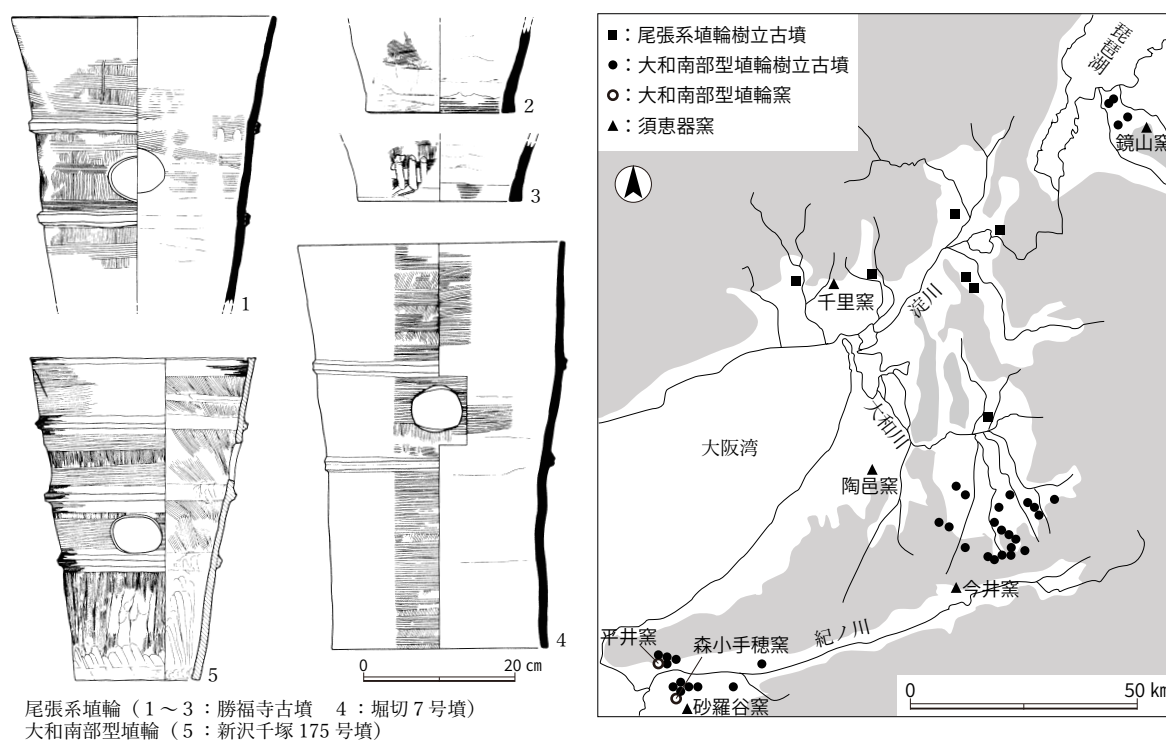 1
2
3
4
5
0 20 cm
尾張系埴輪（1～3：勝福寺古墳　4：堀切7号墳）
大和南部型埴輪（5：新沢千塚175号墳）
■：尾張系埴輪樹立古墳
●：大和南部型埴輪樹立古墳
○：大和南部型埴輪窯
▲：須恵器窯
琵琶湖
鏡山窯
千里窯
淀川
大和川
大阪湾
陶邑窯
今井窯
紀ノ川
平井窯
森小手穂窯
砂羅谷窯
0 50 km